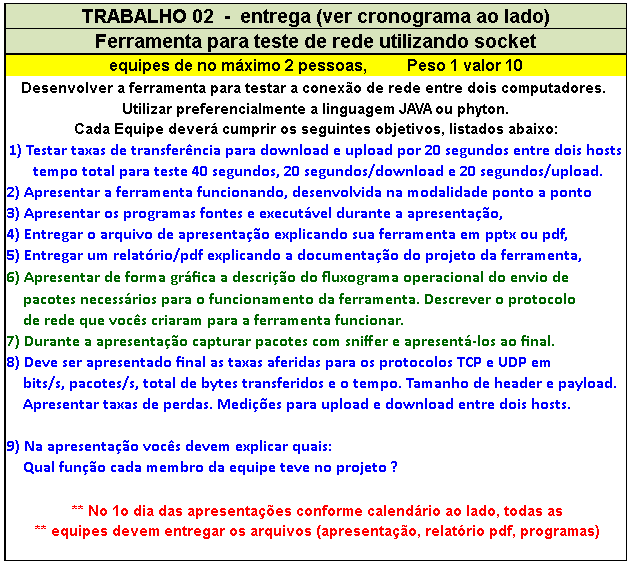 TRABALHO 02 - entrega (ver cronograma ao lado)
Ferramenta para teste de rede utilizando socket
equipes de no máximo 2 pessoas, Peso 1 valor 10
Desenvolver a ferramenta para testar a conexão de rede entre dois computadores.
Utilizar preferencialmente a linguagem JAVA ou phyton.
Cada Equipe deverá cumprir os seguintes objetivos, listados abaixo:
1) Testar taxas de transferência para download e upload por 20 segundos entre dois hosts
tempo total para teste 40 segundos, 20 segundos/download e 20 segundos/upload.
2) Apresentar a ferramenta funcionando, desenvolvida na modalidade ponto a ponto
3) Apresentar os programas fontes e executável durante a apresentação,
4) Entregar o arquivo de apresentação explicando sua ferramenta em pptx ou pdf,
5) Entregar um relatório/pdf explicando a documentação do projeto da ferramenta,
6) Apresentar de forma gráfica a descrição do fluxograma operacional do envio de
pacotes necessários para o funcionamento da ferramenta. Descrever o protocolo
de rede que vocês criaram para a ferramenta funcionar.
7) Durante a apresentação capturar pacotes com sniffer e apresentá-los ao final.
8) Deve ser apresentado final as taxas aferidas para os protocolos TCP e UDP em
bits/s, pacotes/s, total de bytes transferidos e o tempo. Tamanho de header e payload.
Apresentar taxas de perdas. Medições para upload e download entre dois hosts.
9) Na apresentação vocês devem explicar quais:
Qual função cada membro da equipe teve no projeto ?
** No 1o dia das apresentações conforme calendário ao lado, todas as
** equipes devem entregar os arquivos (apresentação, relatório pdf, programas)